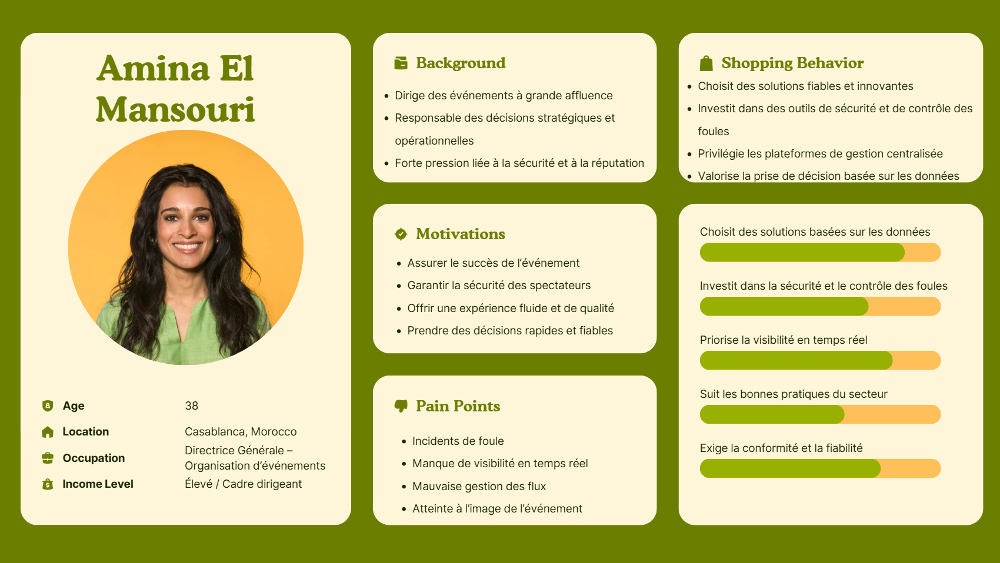 Amina El
Mansouri
Age 38
Location Casablanca, Morocco
Occupation Directrice Générale –
Organisation d’événements
Income Level Élevé / Cadre dirigeant
Background
• Dirige des événements à grande affluence
• Responsable des décisions stratégiques et
opérationnelles
• Forte pression liée à la sécurité et à la réputation
Motivations
• Assurer le succès de l’événement
• Garantir la sécurité des spectateurs
• Offrir une expérience fluide et de qualité
• Prendre des décisions rapides et fiables
Pain Points
• Incidents de foule
• Manque de visibilité en temps réel
• Mauvaise gestion des flux
• Atteinte à l’image de l’événement
Shopping Behavior
• Choisit des solutions fiables et innovantes
• Investit dans des outils de sécurité et de contrôle des
foules
• Privilégie les plateformes de gestion centralisée
• Valorise la prise de décision basée sur les données
Choisit des solutions basées sur les données
Investit dans la sécurité et le contrôle des foules
Priorise la visibilité en temps réel
Suit les bonnes pratiques du secteur
Exige la conformité et la fiabilité